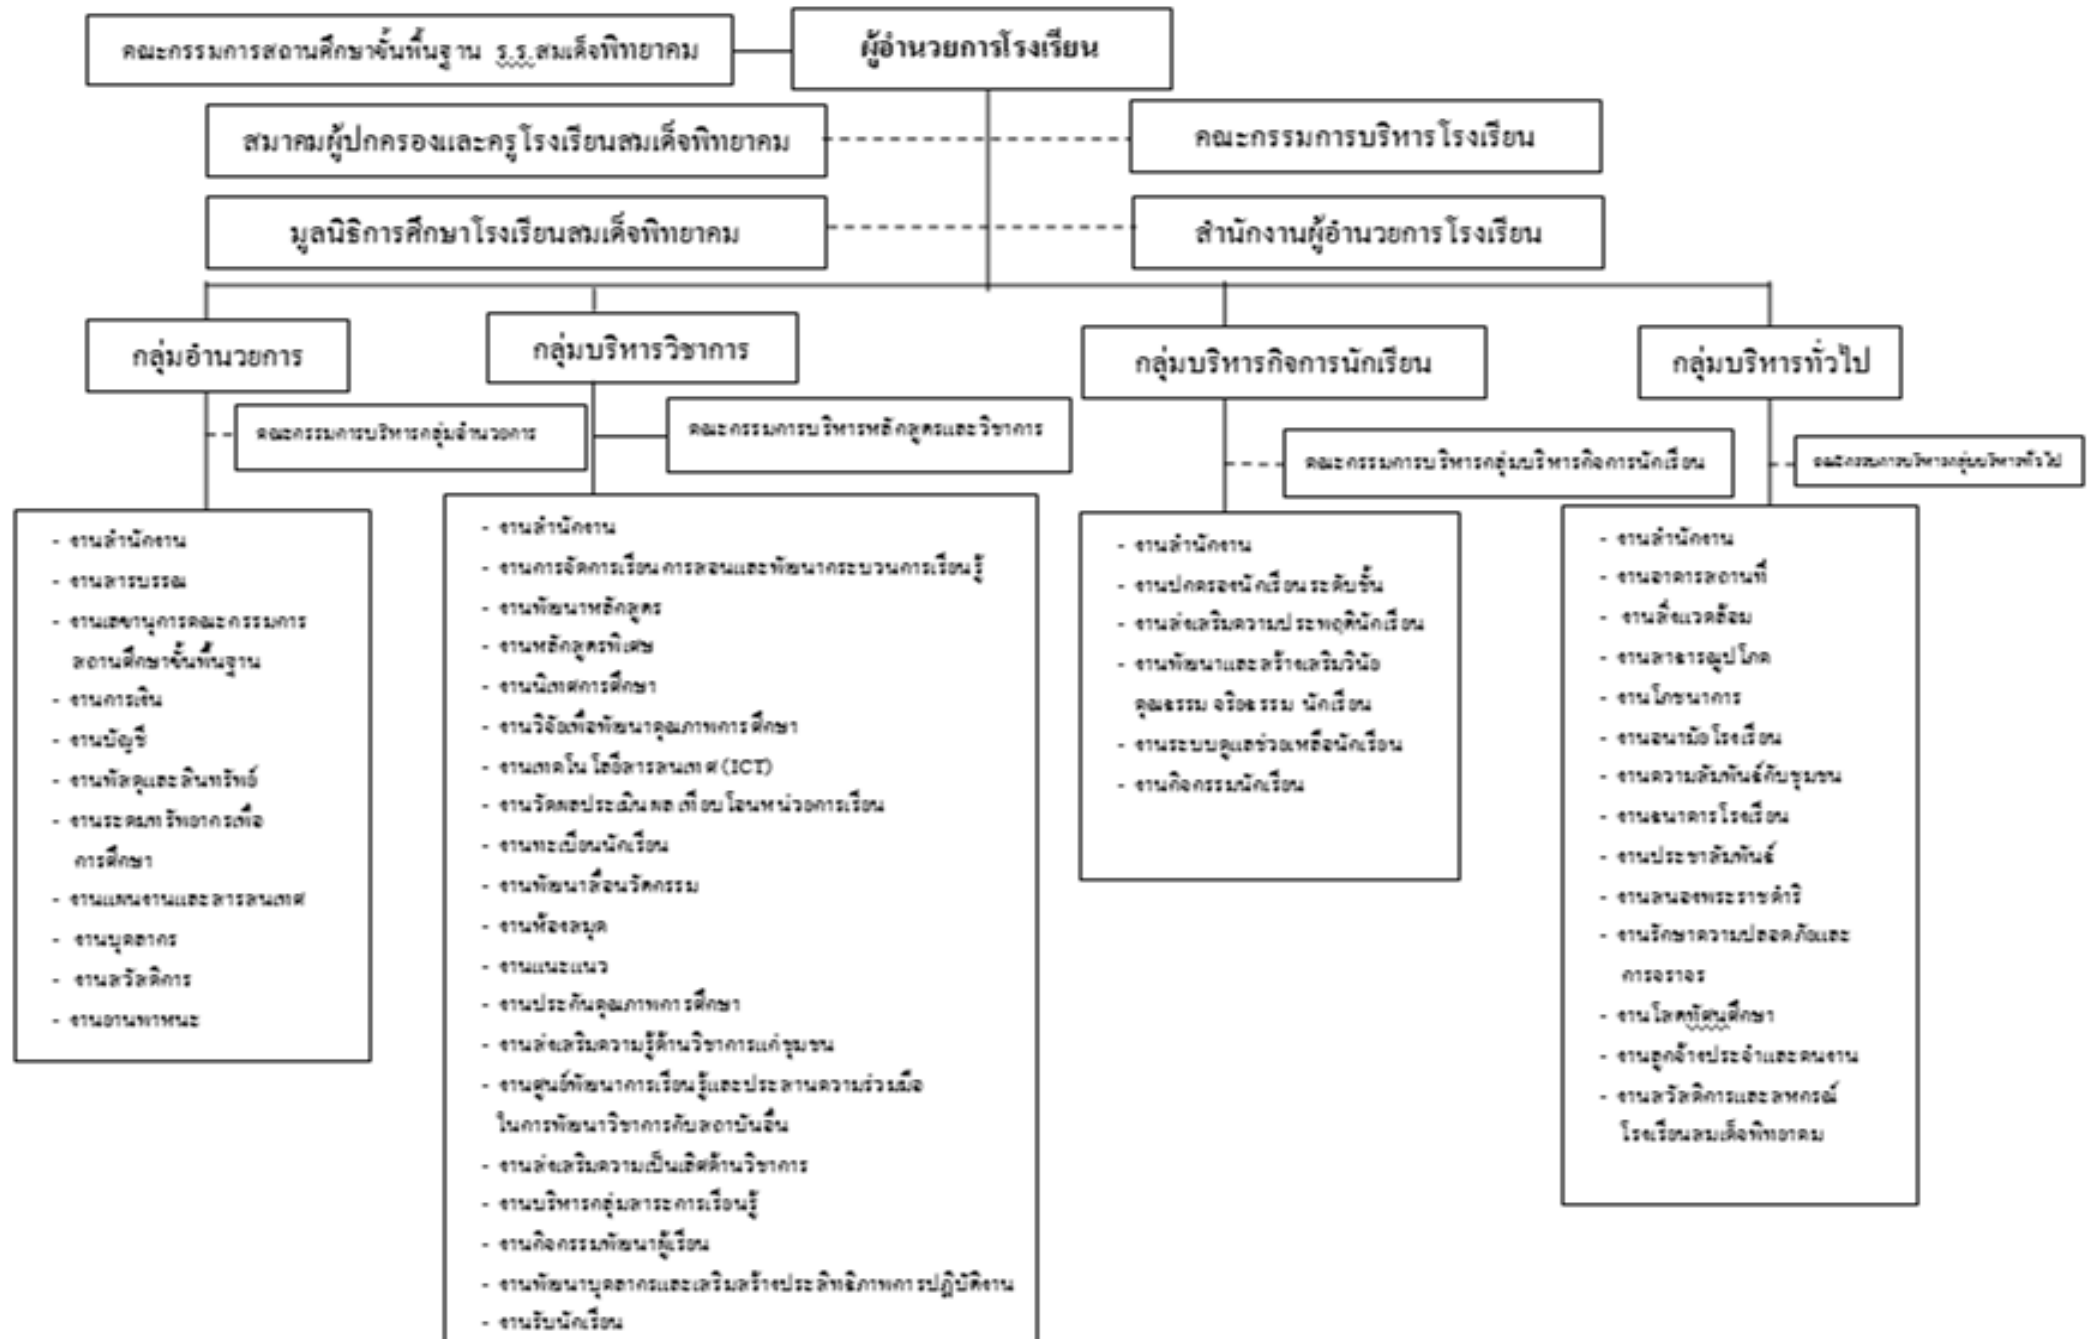 คณะกรรมการสถานศึกษาขั้นพื้นฐาน ร.ร.สมเด็จพิทยาคม
ผู้อำนวยการโรงเรียน
สมาคมผู้ปกครองและครูโรงเรียนสมเด็จพิทยาคม
คณะกรรมการบริหารโรงเรียน
มูลนิธิการศึกษาโรงเรียนสมเด็จพิทยาคม
สำนักงานผู้อำนวยการโรงเรียน
กลุ่มอำนวยการ
กลุ่มบริหารวิชาการ
กลุ่มบริหารกิจการนักเรียน
กลุ่มบริหารทั่วไป
คณะกรรมการบริหารกลุ่มอำนวยการ
คณะกรรมการบริหารหลักสูตรและวิชาการ
คณะกรรมการบริหารกลุ่มบริหารกิจการนักเรียน
คณะกรรมการบริหารกลุ่มบริหารทั่วไป
- งานสำนักงาน
- งานสารบรรณ
- งานเลขานุการคณะกรรมการ
สถานศึกษาขั้นพื้นฐาน
- งานการเงิน
- งานบัญชี
- งานพัสดุและสินทรัพย์
- งานระดมทรัพยากรเพื่อ
การศึกษา
- งานแผนงานและสารสนเทศ
- งานบุคลากร
- งานสวัสดิการ
- งานยานพาหนะ
- งานสำนักงาน
- งานการจัดการเรียนการสอนและพัฒนากระบวนการเรียนรู้
- งานพัฒนาหลักสูตร
- งานหลักสูตรพิเศษ
- งานนิเทศการศึกษา
- งานวิจัยเพื่อพัฒนาคุณภาพการศึกษา
- งานเทคโนโลยีสารสนเทศ (ICT)
- งานวัดผลประเมินผล เทียบโอนหน่วยการเรียน
- งานทะเบียนนักเรียน
- งานพัฒนาสื่อนวัตกรรม
- งานห้องสมุด
- งานแนะแนว
- งานประกันคุณภาพการศึกษา
- งานส่งเสริมความรู้ด้านวิชาการแก่ชุมชน
- งานศูนย์พัฒนาการเรียนรู้และประสานความร่วมมือ
ในการพัฒนาวิชาการกับสถาบันอื่น
- งานส่งเสริมความเป็นเลิศด้านวิชาการ
- งานบริหารกลุ่มสาระการเรียนรู้
- งานกิจกรรมพัฒนาผู้เรียน
- งานพัฒนาบุคลากรและเสริมสร้างประสิทธิภาพการปฏิบัติงาน
- งานรับนักเรียน
- งานสำนักงาน
- งานปกครองนักเรียนระดับชั้น
- งานส่งเสริมความประพฤตินักเรียน
- งานพัฒนาและสร้างเสริมวินัย
คุณธรรม จริยธรรม นักเรียน
- งานระบบดูแลช่วยเหลือนักเรียน
- งานกิจกรรมนักเรียน
- งานสำนักงาน
- งานอาคารสถานที่
- งานสิ่งแวดล้อม
- งานสาธารณูปโภค
- งานโภชนาการ
- งานอนามัยโรงเรียน
- งานความสัมพันธ์กับชุมชน
- งานธนาคารโรงเรียน
- งานประชาสัมพันธ์
- งานสนองพระราชดำริ
- งานรักษาความปลอดภัยและ
การจราจร
- งานโสตทัศนศึกษา
- งานลูกจ้างประจำและคนงาน
- งานสวัสดิการและสหกรณ์
โรงเรียนสมเด็จพิทยาคม